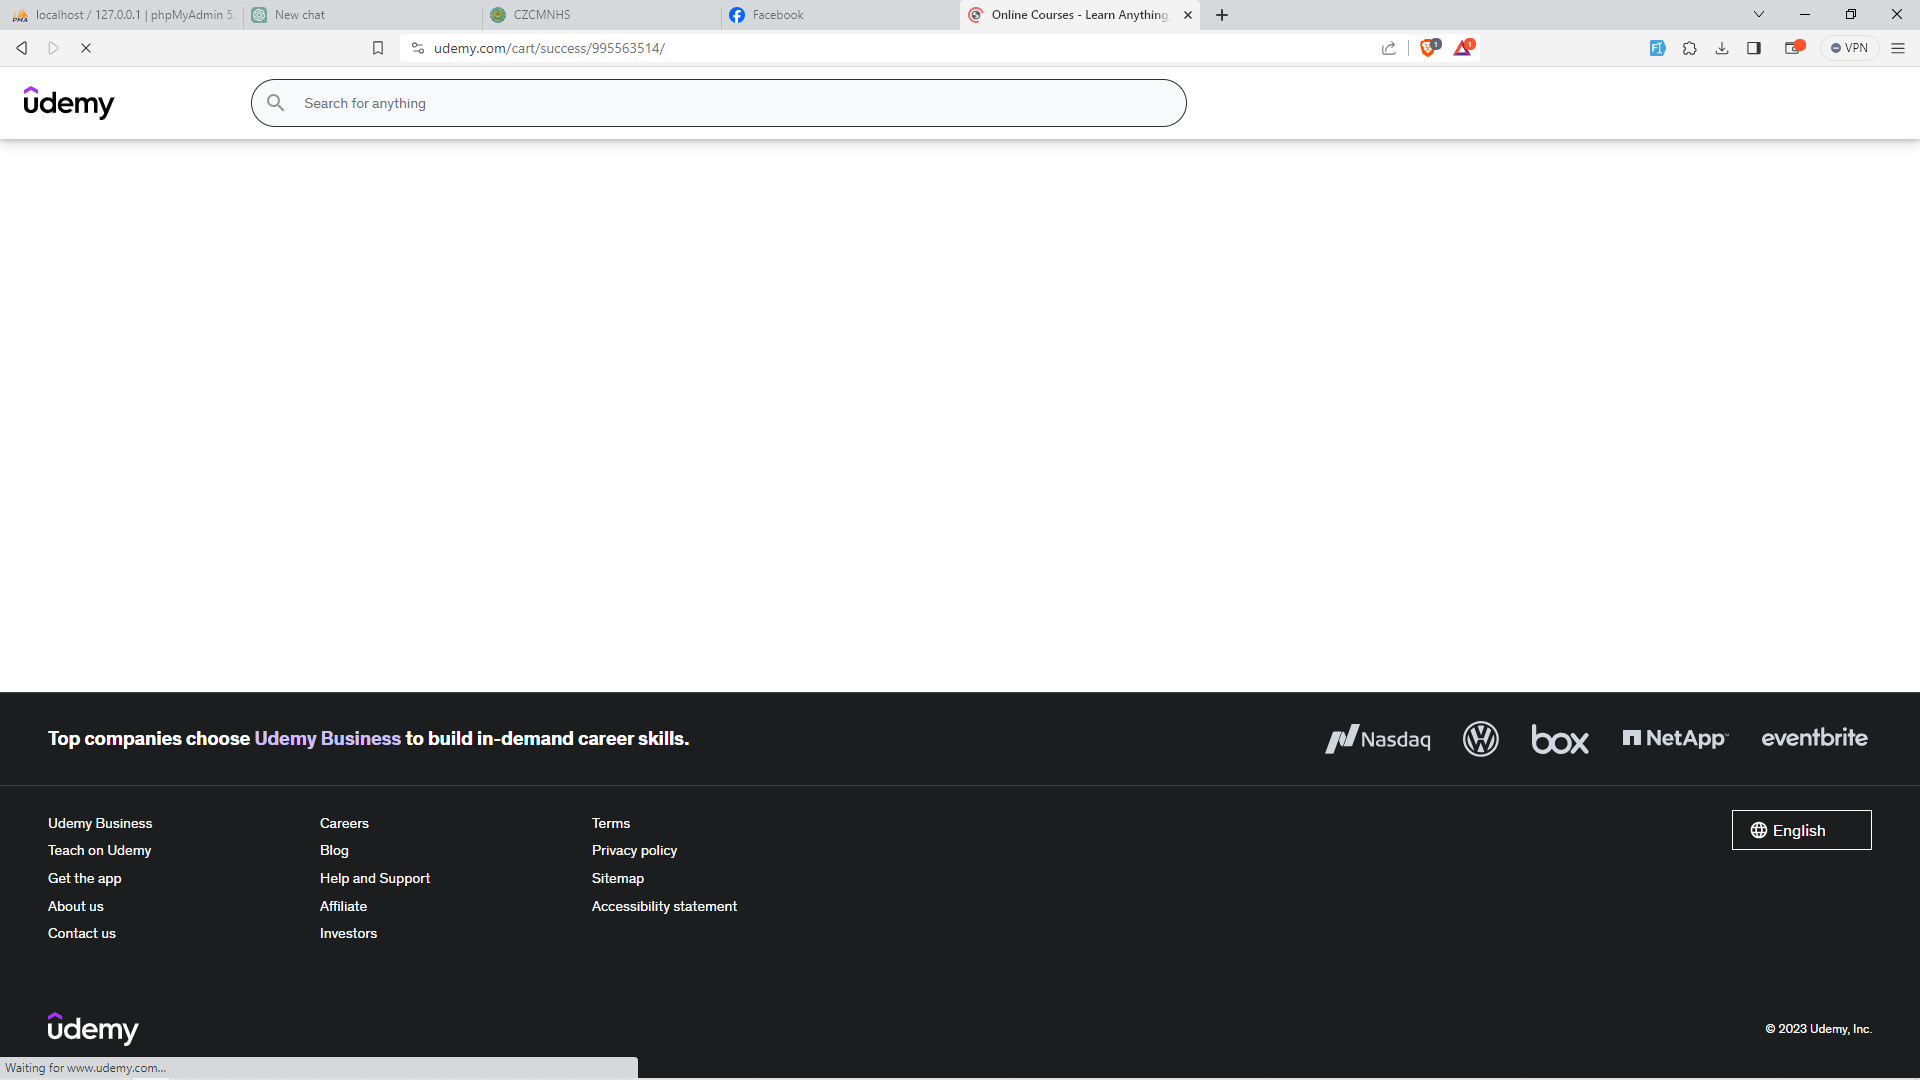 localhost / 127.0.0.1 | phpMyAdmin 5.
New chat
CZCMNHS
Facebook
Online Courses - Learn Anything,
udemy.com/cart/success/995563514/
1
1
VPN
udemy
Search for anything
Top companies choose Udemy Business to build in-demand career skills.
Nasdaq
box
NetApp
eventbrite
Udemy Business
Careers
Terms
English
Teach on Udemy
Blog
Privacy policy
Get the app
Help and Support
Sitemap
About us
Affiliate
Accessibility statement
Contact us
Investors
udemy
© 2023 Udemy, Inc.
Waiting for www.udemy.com...